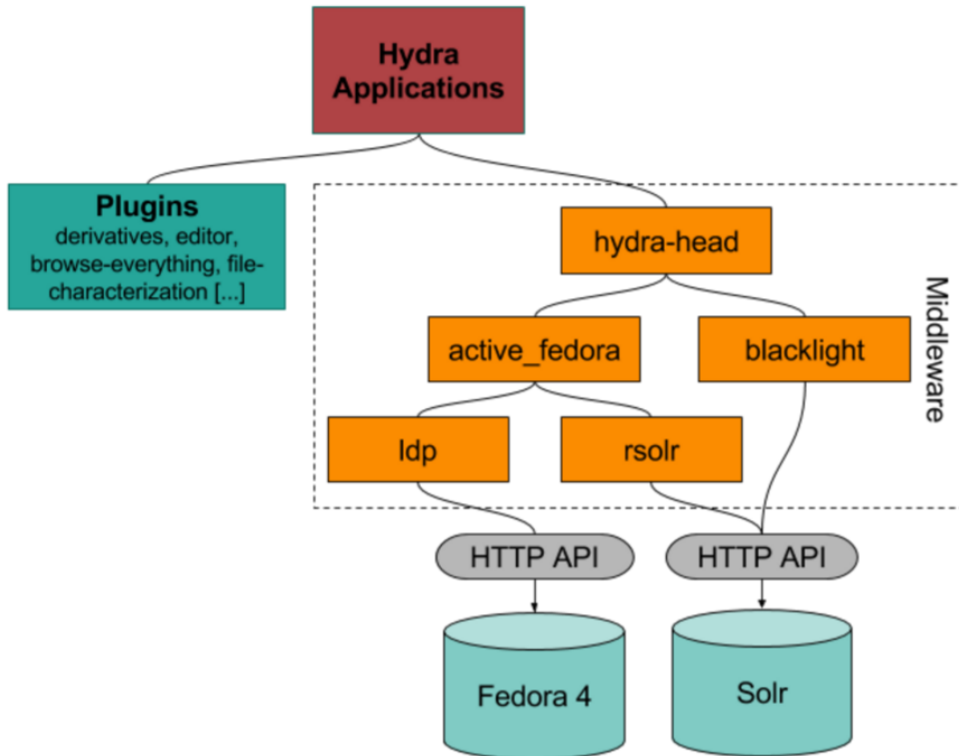 Hydra
Applications
Plugins
derivatives, editor,
browse-everything, file-
characterization [...]
hydra-head
Middleware
active_fedora
blacklight
ldp
rsolr
HTTP API
HTTP API
Fedora 4
Solr